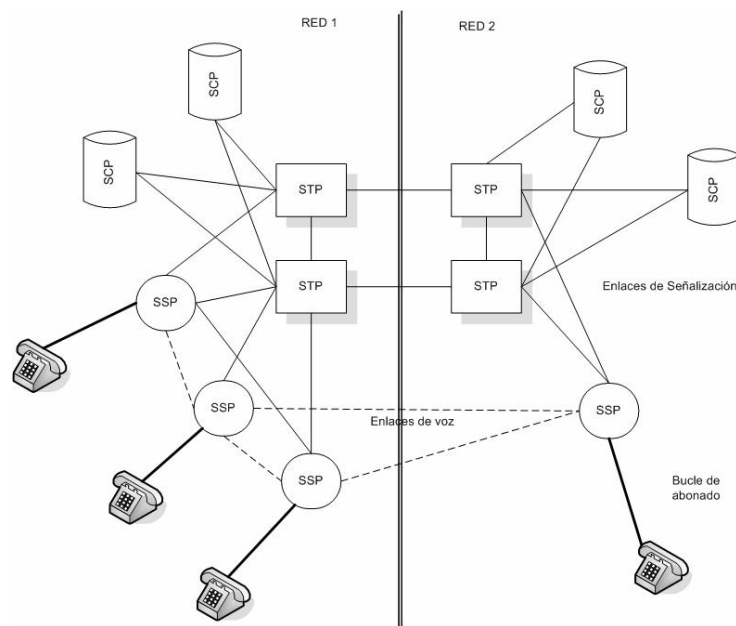 RED 1
RED 2
SCP
SCP
SCP
SCP
STP
STP
STP
STP
Enlaces de Señalización
SSP
SSP
SSP
Enlaces de voz
SSP
Bucle de
abonado